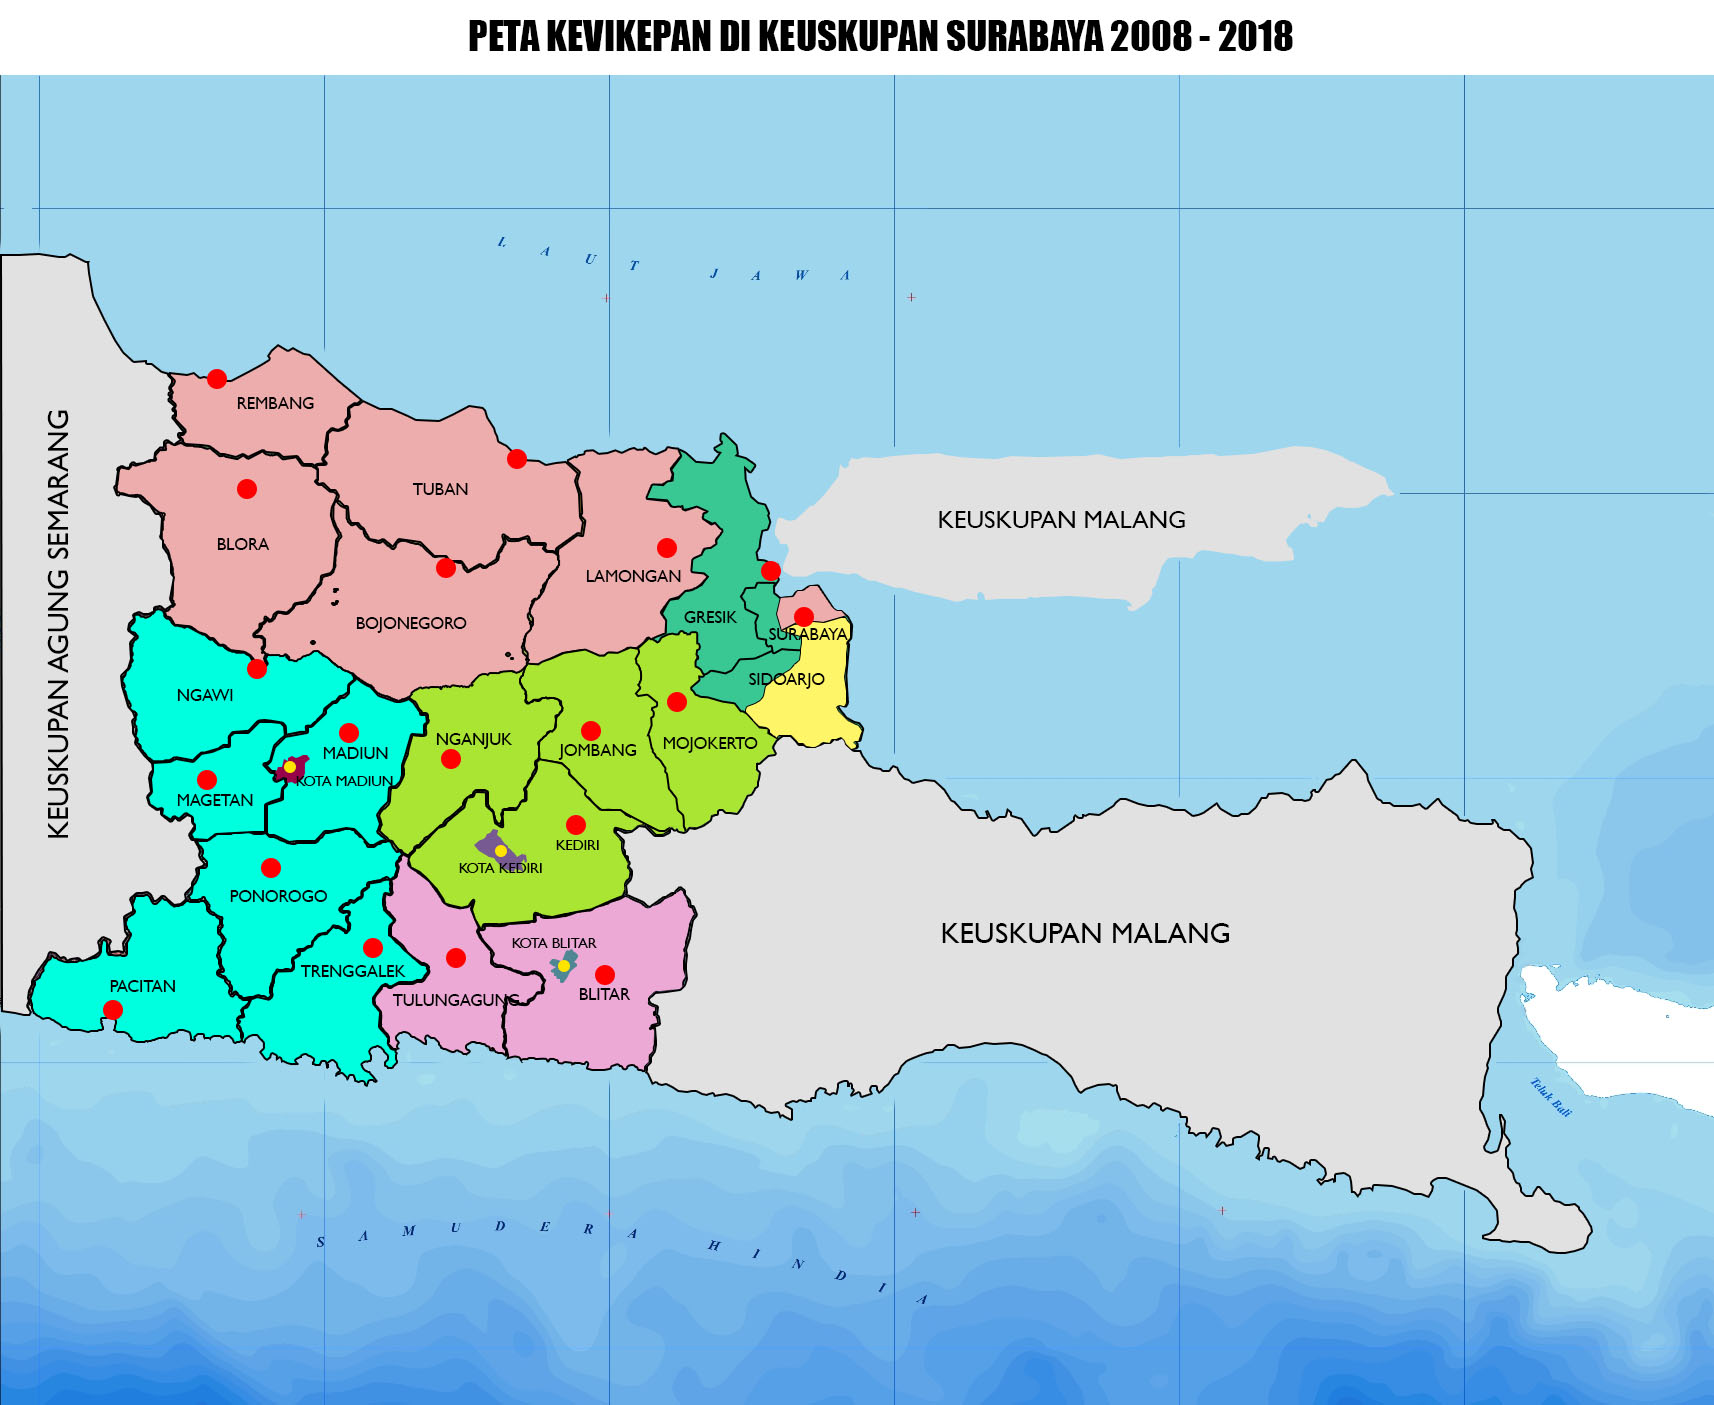 PETA KEVIKEPAN DI KEUSKUPAN SURABAYA 2008 - 2018
LAUT JAWA
REMBANG
KEUSKUPAN AGUNG SEMARANG
TUBAN
KEUSKUPAN MALANG
BLORA
LAMONGAN
GRESIK
BOJONEGORO
SURABAYA
SIDOARJO
NGAWI
NGANJUK
MOJOKERTO
JOMBANG
MADIUN
KOTA MADIUN
MAGETAN
KEDIRI
KOTA KEDIRI
PONOROGO
KEUSKUPAN MALANG
KOTA BLITAR
TRENGGALEK
PACITAN
BLITAR
TULUNGAGUNG
Teluk Bali
SAMUDERA HINDIA